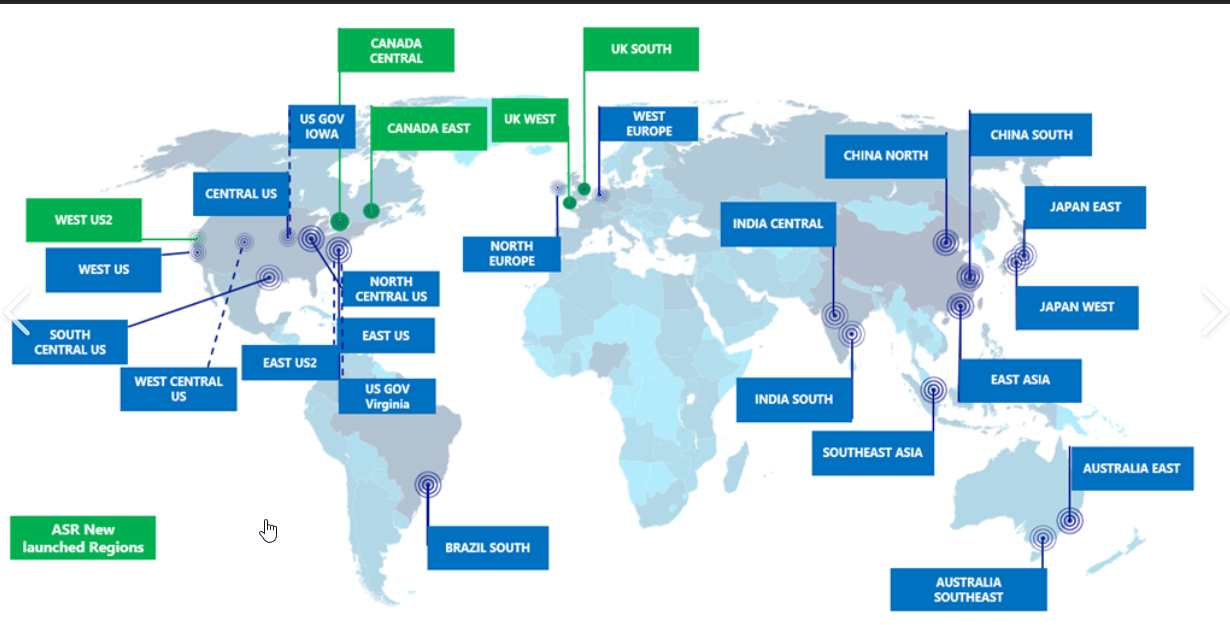 CANADA
CENTRAL
UK SOUTH
US GOV
IOWA
CANADA EAST
UK WEST
WEST
EUROPE
CHINA SOUTH
CHINA NORTH
CENTRAL US
WEST US2
JAPAN EAST
INDIA CENTRAL
WEST US
NORTH
EUROPE
NORTH
CENTRAL US
JAPAN WEST
SOUTH
CENTRAL US
EAST US
EAST US2
WEST CENTRAL
US
US GOV
Virginia
EAST ASIA
INDIA SOUTH
SOUTHEAST ASIA
AUSTRALIA EAST
ASR New
launched Regions
BRAZIL SOUTH
AUSTRALIA
SOUTHEAST